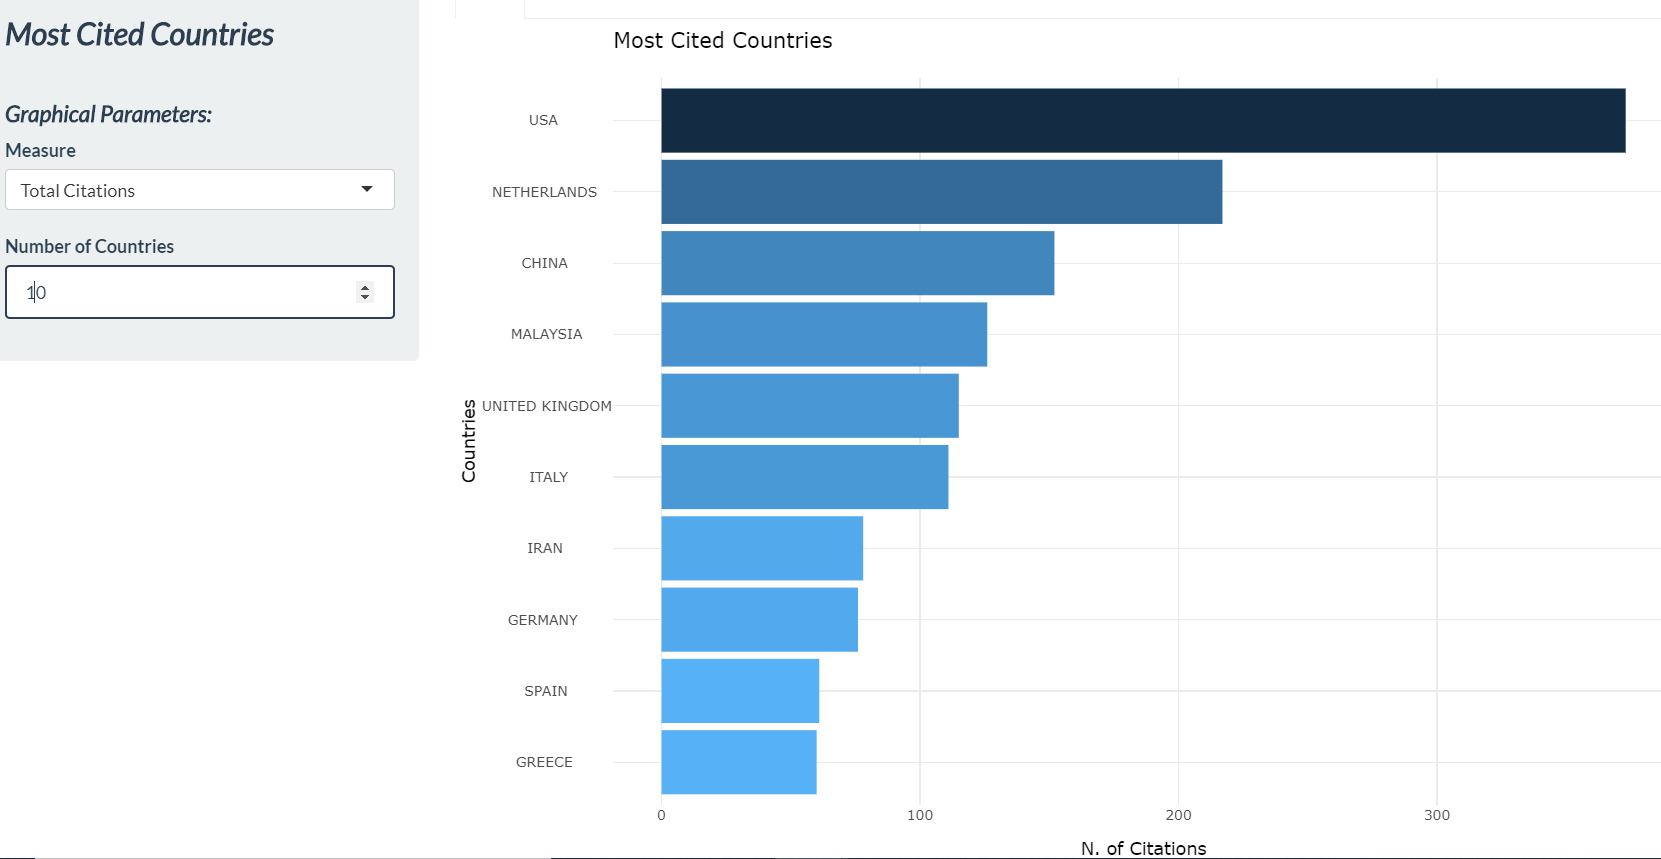 Most Cited Countries
Graphical Parameters:
Measure
Total Citations
Number of Countries
10
Most Cited Countries
USA
NETHERLANDS
CHINA
MALAYSIA
UNITED KINGDOM
ITALY
IRAN
GERMANY
SPAIN
GREECE
Countries
0 100 200 300
N. of Citations